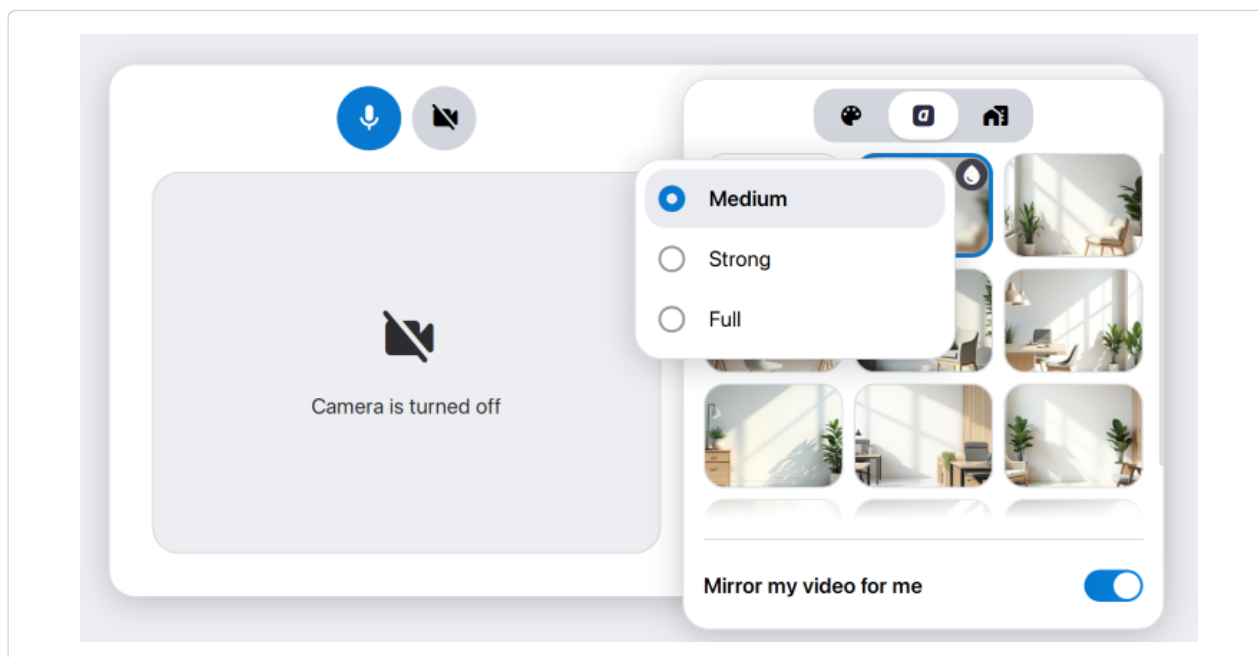 Medium
Strong
Full
Camera is turned off
Mirror my video for me